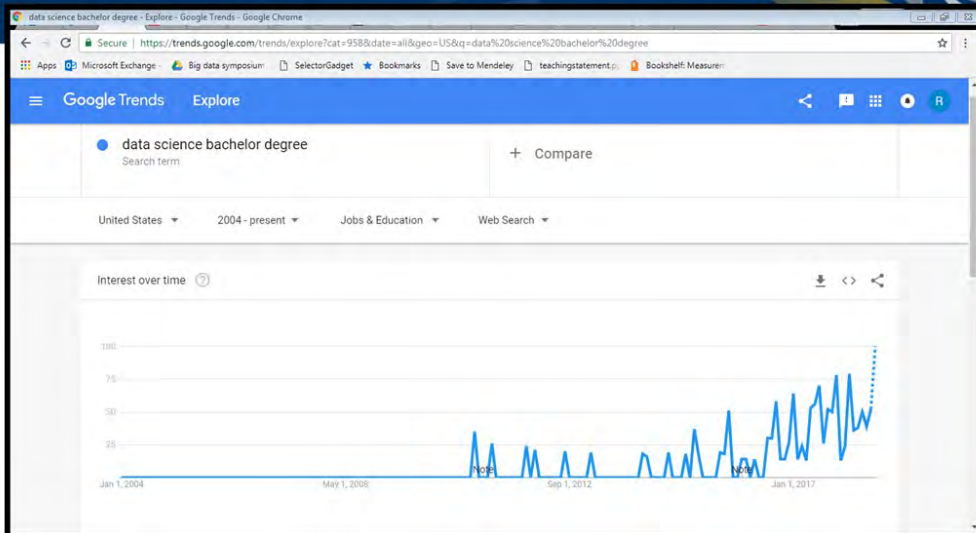 data science bachelor degree - Explore - Google Trends - Google Chrome
Secure | https://trends.google.com/trends/explore?cat=958&date=all&geo=US&q=data%20science%20bachelor%20degree
Apps Microsoft Exchange - Big data symposium SelectorGadget Bookmarks Save to Mendeley teachingstatement.p Bookshelf: Measurem
Google Trends Explore R
data science bachelor degree
Search term
+ Compare
United States 2004 - present Jobs & Education Web Search
Interest over time
100
75
50
25
Note Note
Jan 1, 2004 May 1, 2008 Sep 1, 2012 Jan 1, 2017